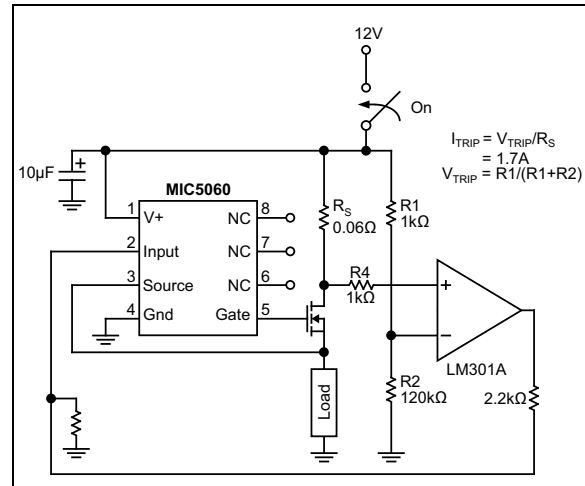 12V
On
I_TRIP = V_TRIP/R_S
= 1.7A
V_TRIP = R1/(R1+R2)
10µF
+
MIC5060
1
V+
NC
8
2
Input
NC
7
3
Source
NC
6
4
Gnd
Gate
5
R_S
0.06Ω
R1
1kΩ
R4
1kΩ
+
−
LM301A
R2
120kΩ
2.2kΩ
Load